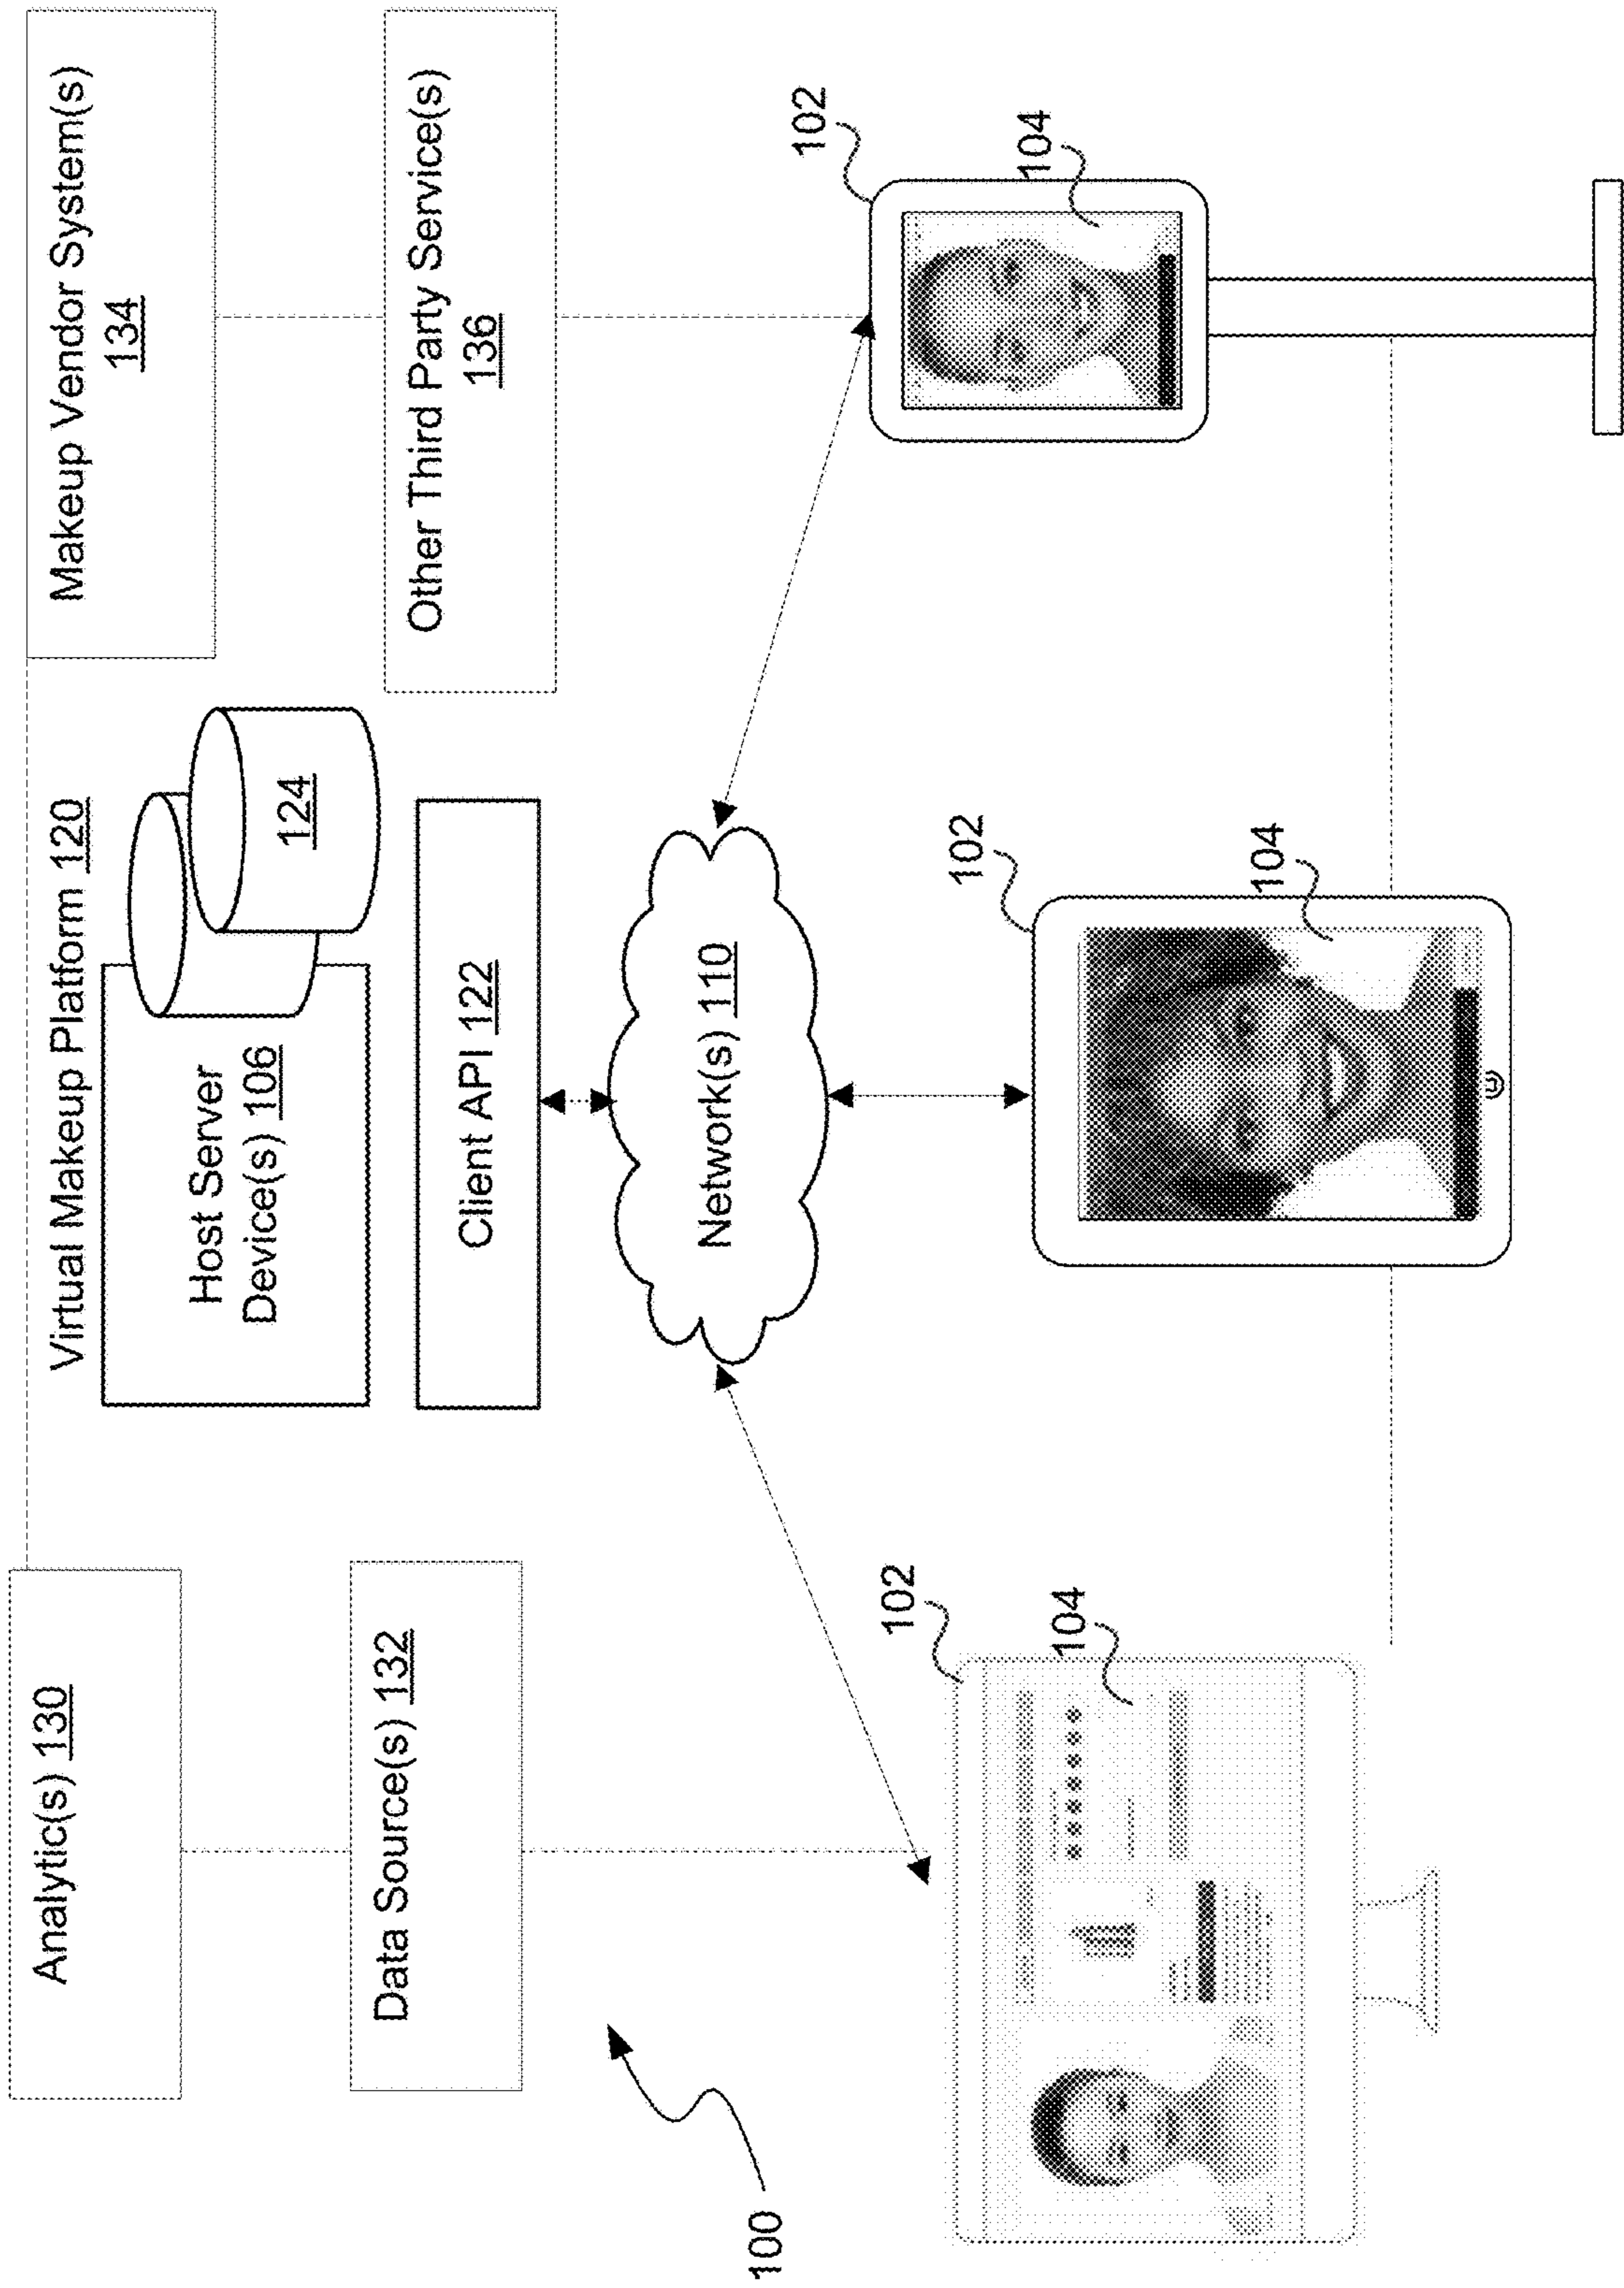 Analytic(s) 130
Data Source(s) 132
Virtual Makeup Platform 120
Host Server
Device(s) 106
124
Client API 122
Network(s) 110
Makeup Vendor System(s)
134
Other Third Party Service(s)
136
100
102
104
102
104
102
104